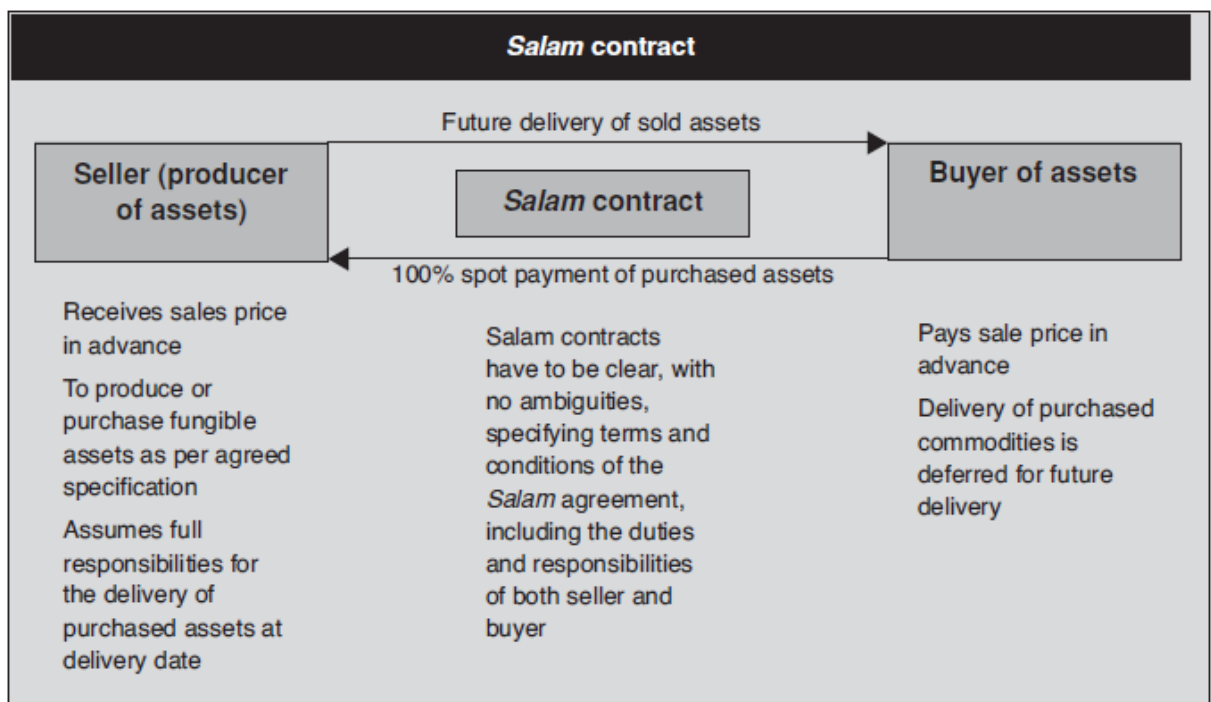 Salam contract
Future delivery of sold assets
Seller (producer
of assets)
Salam contract
Buyer of assets
100% spot payment of purchased assets
Receives sales price
in advance
To produce or
purchase fungible
assets as per agreed
specification
Assumes full
responsibilities for
the delivery of
purchased assets at
delivery date
Salam contracts
have to be clear, with
no ambiguities,
specifying terms and
conditions of the
Salam agreement,
including the duties
and responsibilities
of both seller and
buyer
Pays sale price in
advance
Delivery of purchased
commodities is
deferred for future
delivery